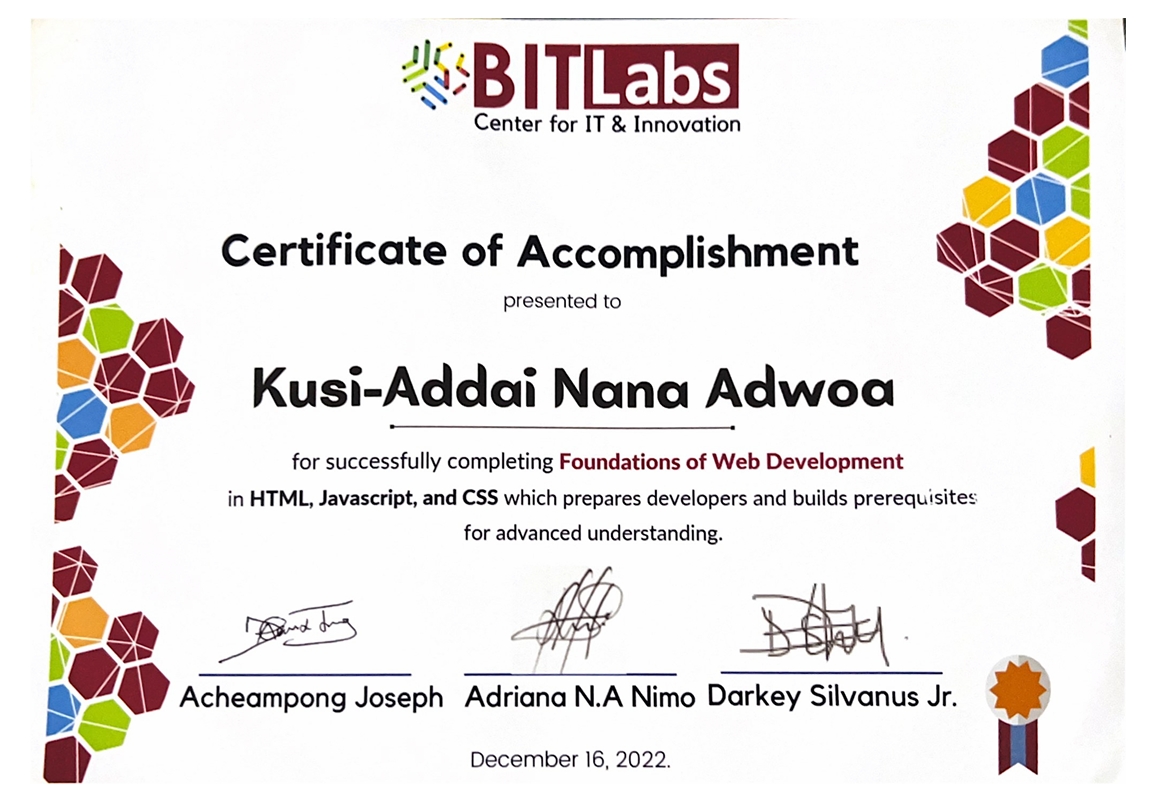 BITLabs
Center for IT & Innovation
Certificate of Accomplishment
presented to
Kusi-Addai Nana Adwoa
for successfully completing Foundations of Web Development
in HTML, Javascript, and CSS which prepares developers and builds prerequisites
for advanced understanding.
Acheampong Joseph Adriana N.A Nimo Darkey Silvanus Jr.
December 16, 2022.